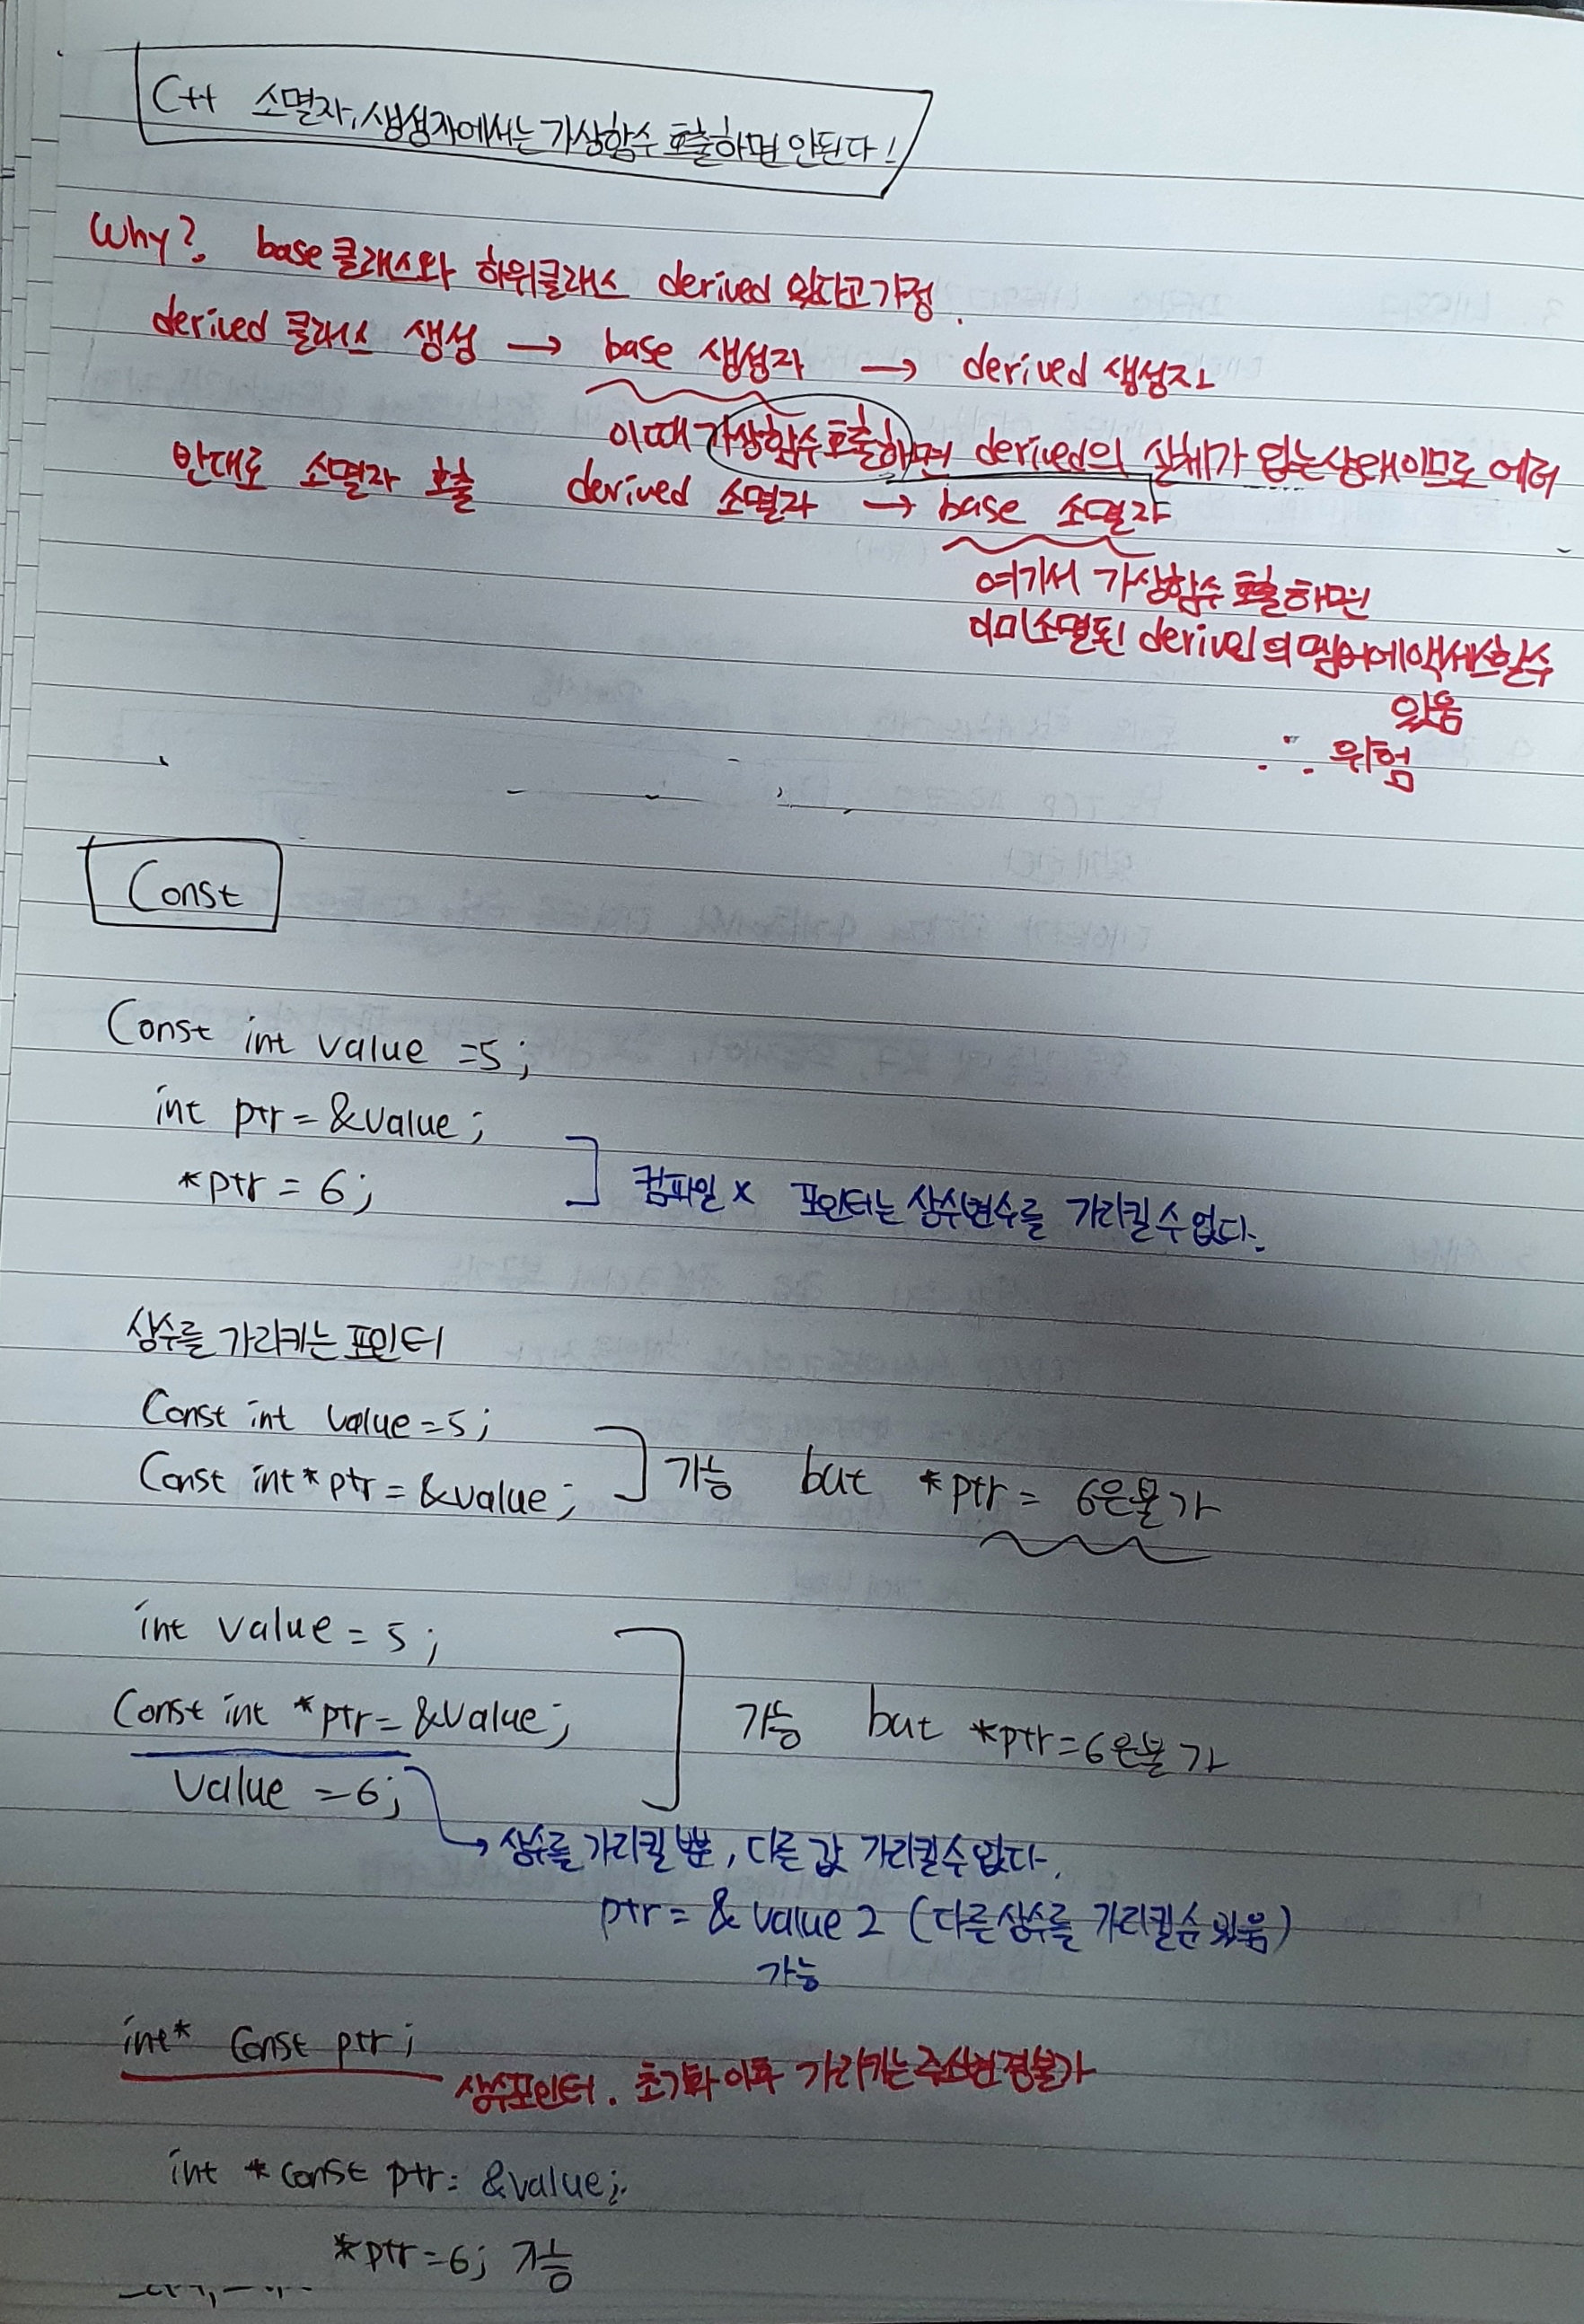 C++ 소멸자, 생성자에서는 가상함수 호출하면 안된다!
Why? base 클래스와 하위클래스 derived 있다고 가정.
derived 클래스 생성 → base 생성자 → derived 생성자
이때 가상함수 호출하면 derived의 실체가 없는상태이므로 에러
반대로 소멸자 호출 derived 소멸자 → base 소멸자
여기서 가상함수 호출하면
이미소멸된 derived의 멤버에액세스할수
있음
∴ 위험
Const
Const int value =5;
int ptr = &value;
*ptr = 6;
컴파일 x 포인터는 상수변수를 가리킬 수 없다.
상수를 가리키는 포인터
Const int value = 5;
Const int* ptr = &value;
가능 but *ptr = 6은불가
int value = 5;
Const int *ptr = &value;
value = 6;
가능 but *ptr=6은불가
→ 상수를 가리킬 뿐, 다른 값 가리킬수 없다.
ptr = & value 2 (다른상수를 가리킬순 있음)
가능
int* Const ptr;
상수포인터. 초기화 이후 가리키는주소변경불가
int *const ptr= &value;
*ptr=6; 가능